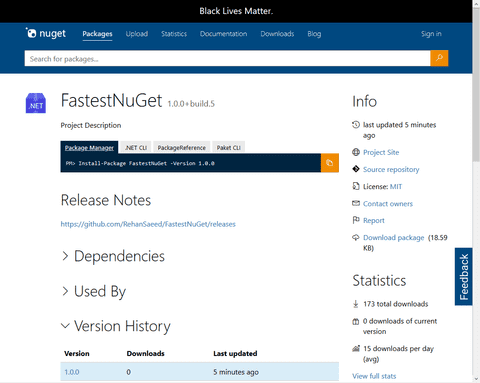 Black Lives Matter.
nuget Packages Upload Statistics Documentation Downloads Blog Sign in
Search for packages...
.NET
FastestNuGet 1.0.0+build.5
Project Description
Package Manager .NET CLI PackageReference Paket CLI
PM> Install-Package FastestNuGet -Version 1.0.0
Release Notes
https://github.com/RehanSaeed/FastestNuGet/releases
Dependencies
Used By
Version History
Version Downloads Last updated
1.0.0 0 5 minutes ago
Info
last updated 5 minutes
ago
Project Site
Source repository
License: MIT
Contact owners
Report
Download package (18.59
KB)
Statistics
173 total downloads
0 downloads of current
version
15 downloads per day
(avg)
View full stats
Feedback